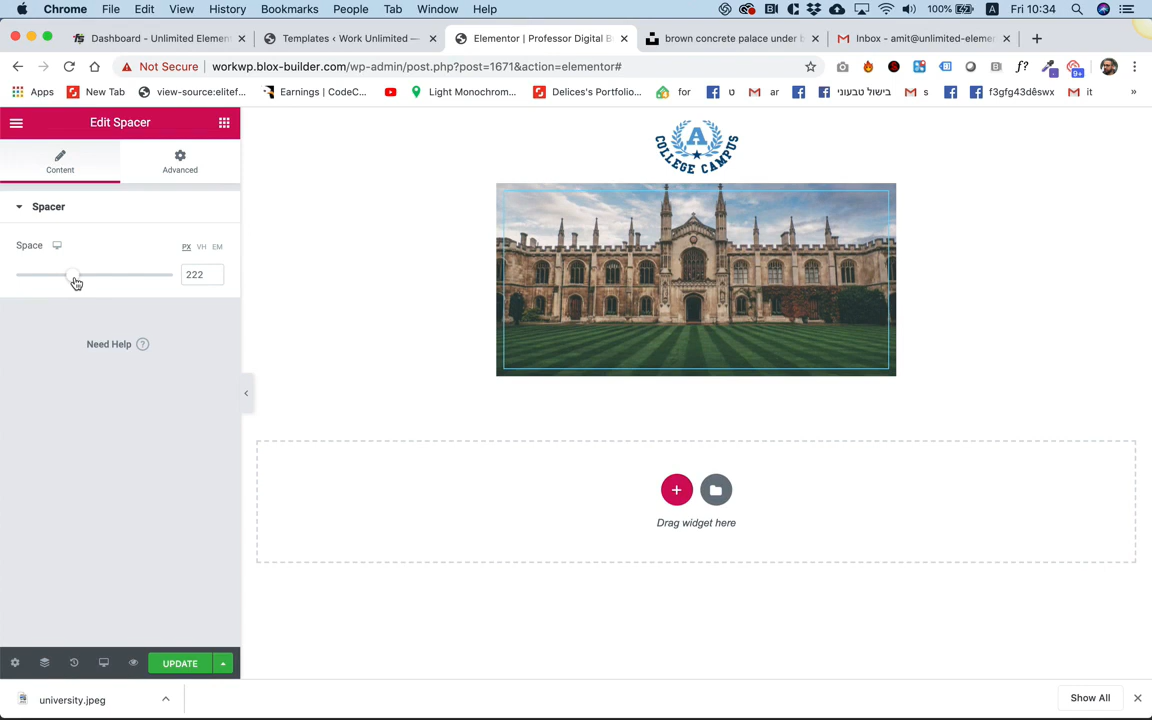 Chrome File Edit View History Bookmarks People Tab Window Help 100% A Fri 10:34
Dashboard - Unlimited Elemen Templates ‹ Work Unlimited — Elementor | Professor Digital B brown concrete palace under b Inbox - amit@unlimited-eleme
Not Secure workwp.blox-builder.com/wp-admin/post.php?post=1671&action=elementor# f? 9+
Apps New Tab view-source:elitef... Earnings | CodeC... Light Monochrom... Delices's Portfolio... for ט ar בישול טבעוני s f3gfg43dêswx it »
Edit Spacer
Content Advanced
Spacer
Space PX VH EM
222
Need Help ?
UPDATE
A
COLLEGE CAMPUS
Drag widget here
university.jpeg Show All